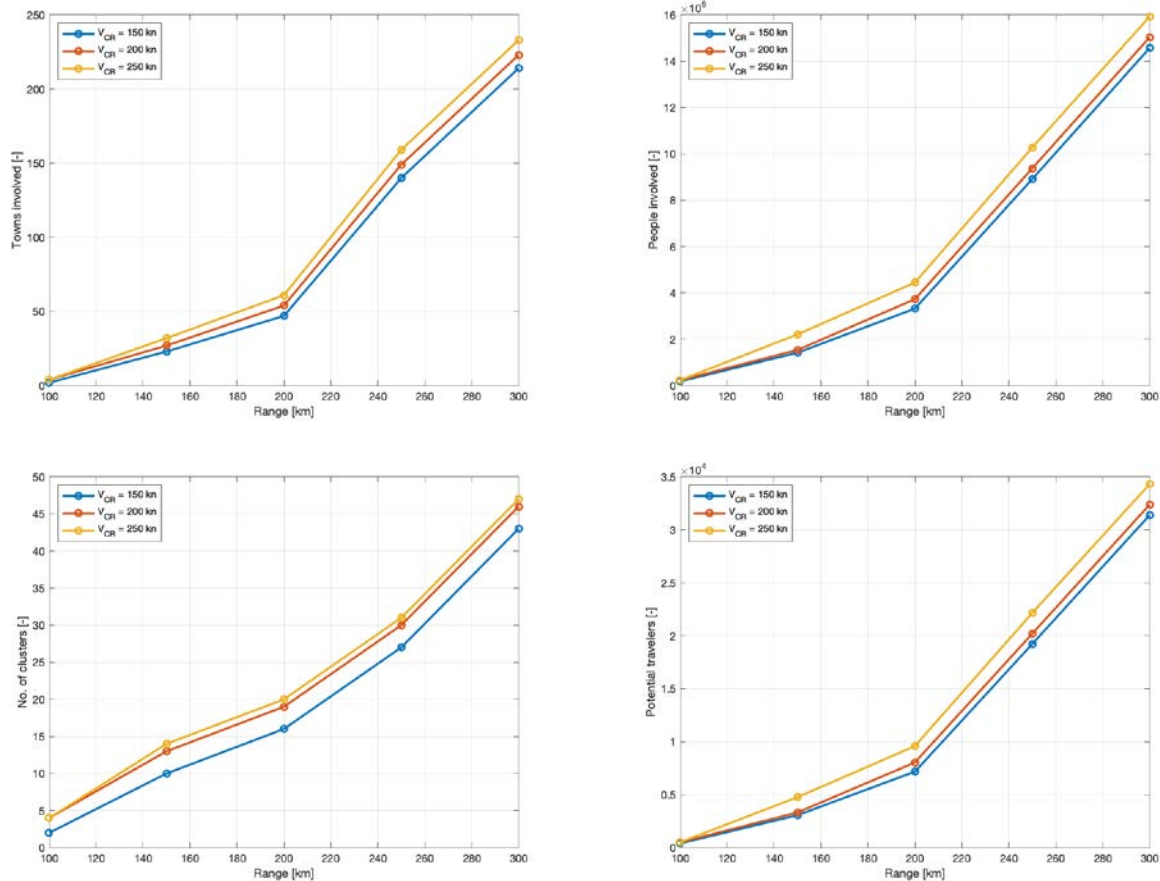 250
200
150
100
50
0
Towns involved [-]
V_CR = 150 kn
V_CR = 200 kn
V_CR = 250 kn
100 120 140 160 180 200 220 240 260 280 300
Range [km]
×10^6
16
14
12
10
8
6
4
2
0
People involved [-]
V_CR = 150 kn
V_CR = 200 kn
V_CR = 250 kn
100 120 140 160 180 200 220 240 260 280 300
Range [km]
50
45
40
35
30
25
20
15
10
5
0
No. of clusters [-]
V_CR = 150 kn
V_CR = 200 kn
V_CR = 250 kn
100 120 140 160 180 200 220 240 260 280 300
Range [km]
×10^4
3.5
3
2.5
2
1.5
1
0.5
0
Potential travelers [-]
V_CR = 150 kn
V_CR = 200 kn
V_CR = 250 kn
100 120 140 160 180 200 220 240 260 280 300
Range [km]